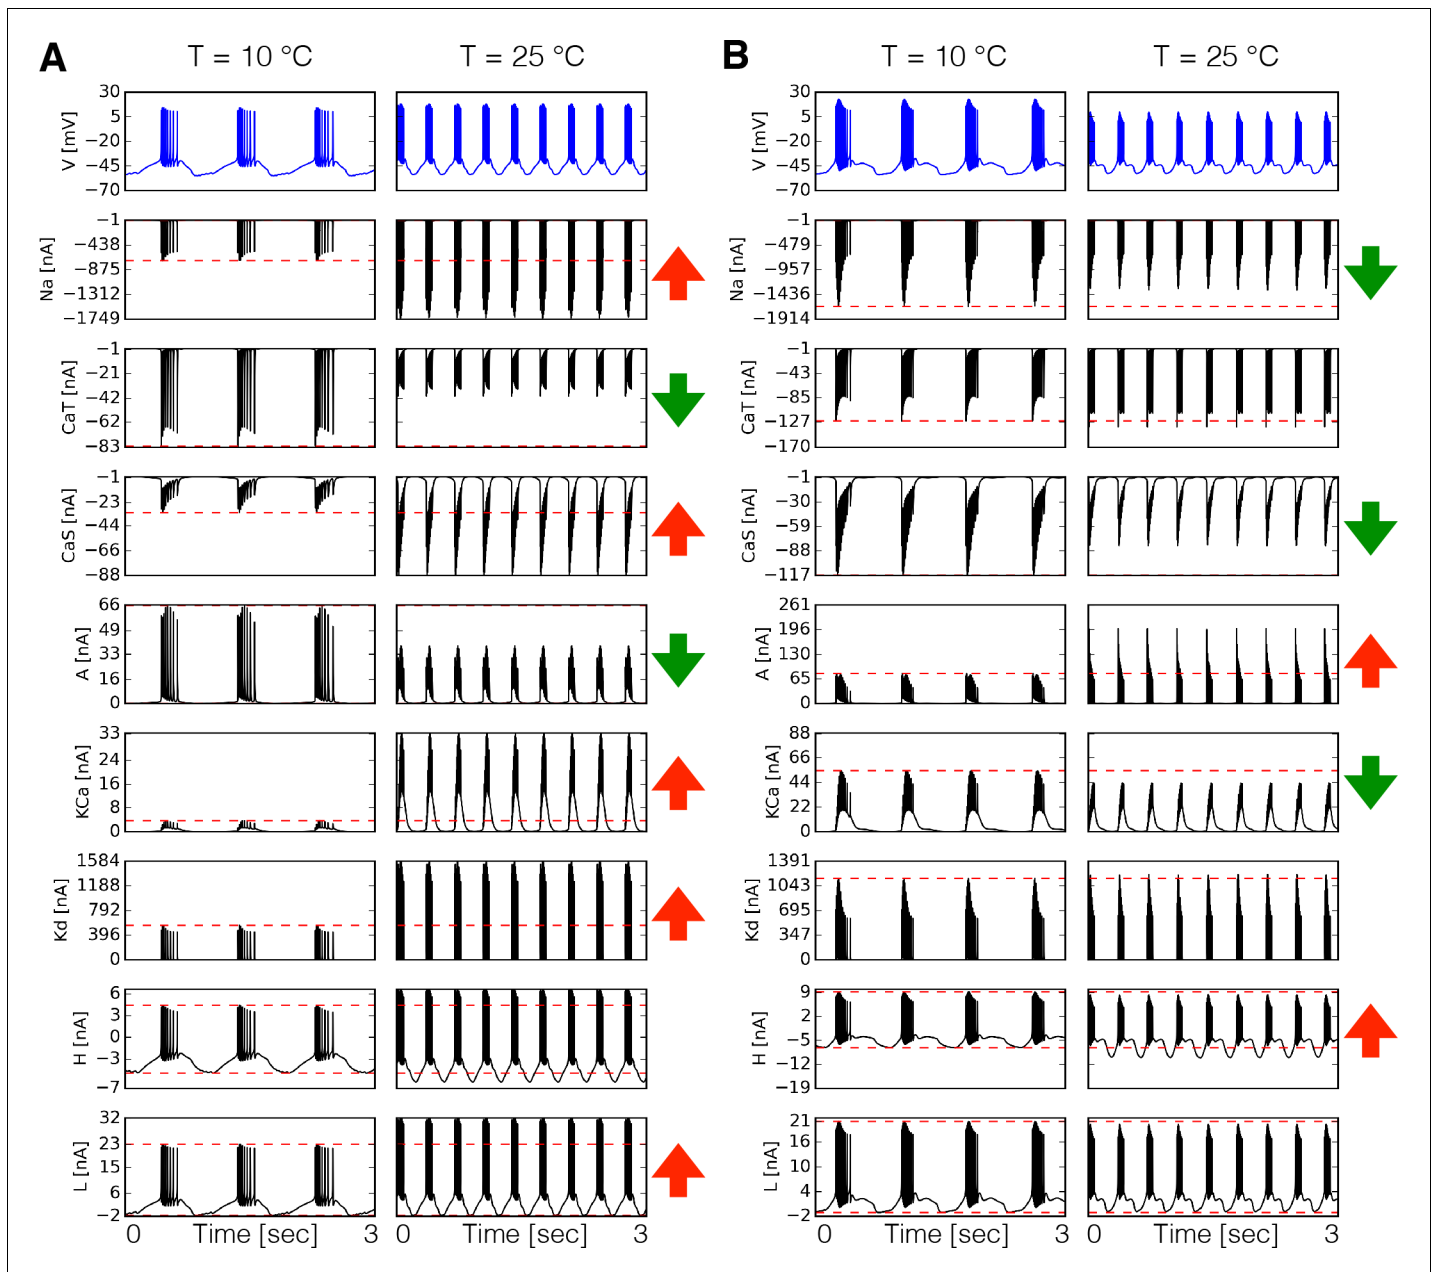 A T = 10 °C T = 25 °C B T = 10 °C T = 25 °C
V [mV] 30 5 −20 −45 −70
V [mV] 30 5 −20 −45 −70
Na [nA] −1 −438 −875 −1312 −1749
Na [nA] −1 −479 −957 −1436 −1914
CaT [nA] −1 −21 −42 −62 −83
CaT [nA] −1 −43 −85 −127 −170
CaS [nA] −1 −23 −44 −66 −88
CaS [nA] −1 −30 −59 −88 −117
A [nA] 66 49 33 16 0
A [nA] 261 196 130 65 0
KCa [nA] 33 24 16 8 0
KCa [nA] 88 66 44 22 0
Kd [nA] 1584 1188 792 396 0
Kd [nA] 1391 1043 695 347 0
H [nA] 6 3 0 −3 −7
H [nA] 9 2 −5 −12 −19
L [nA] 32 23 15 6 −2
L [nA] 21 16 10 4 −2
0 Time [sec] 3 0 Time [sec] 3 0 Time [sec] 3 0 Time [sec] 3